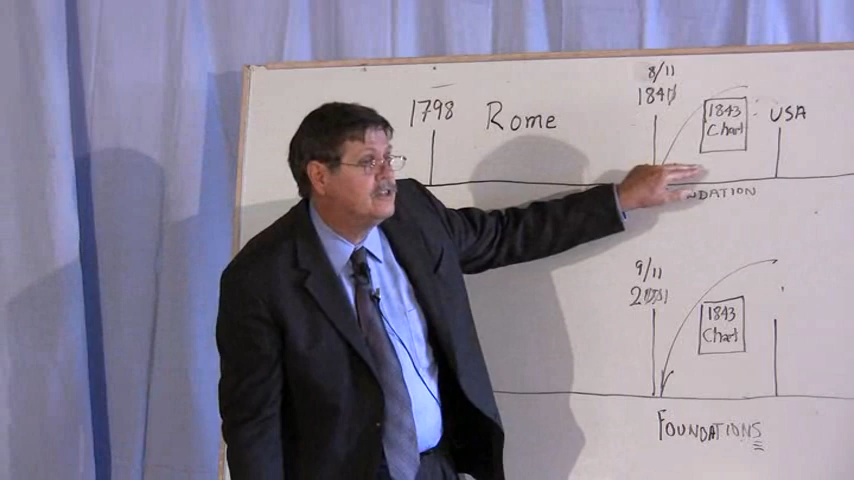 8/11
1798 Rome 1840 USA
1843
Chart
NDATION
9/11
2001
1843
Chart
FOUNDATIONS